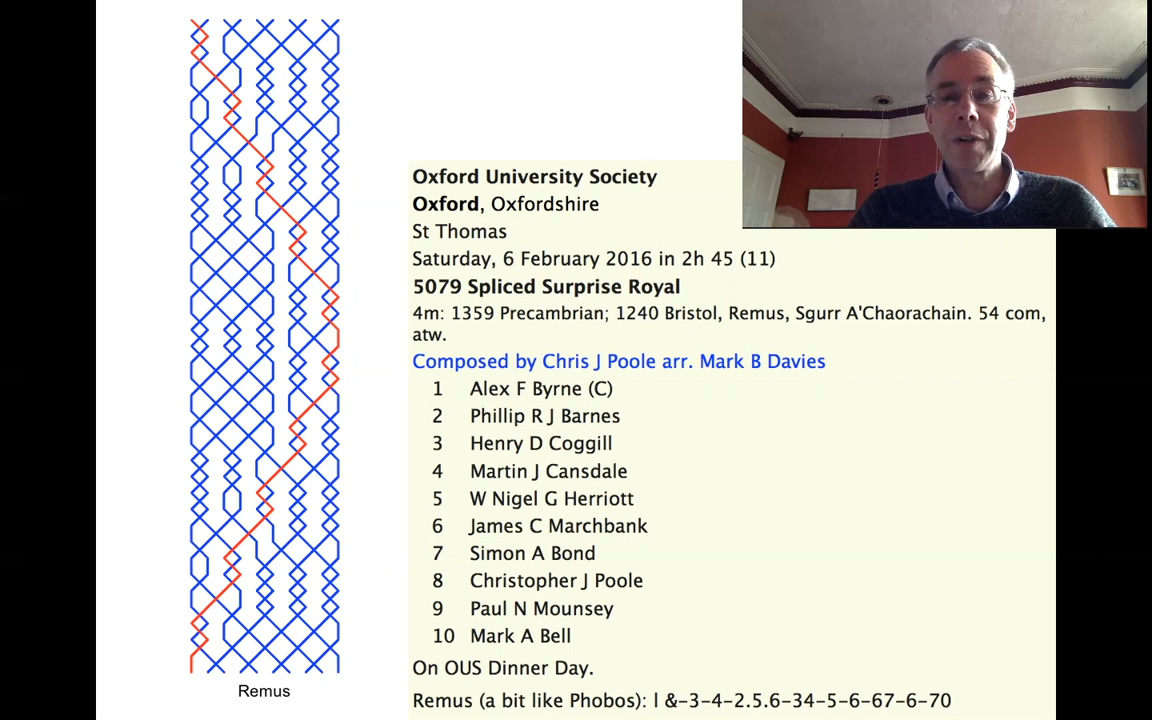 Oxford University Society
Oxford, Oxfordshire
St Thomas
Saturday, 6 February 2016 in 2h 45 (11)
5079 Spliced Surprise Royal
4m: 1359 Precambrian; 1240 Bristol, Remus, Sgurr A'Chaorachain. 54 com,
atw.
Composed by Chris J Poole arr. Mark B Davies
1 Alex F Byrne (C)
2 Phillip R J Barnes
3 Henry D Coggill
4 Martin J Cansdale
5 W Nigel G Herriott
6 James C Marchbank
7 Simon A Bond
8 Christopher J Poole
9 Paul N Mounsey
10 Mark A Bell
On OUS Dinner Day.
Remus (a bit like Phobos): l &-3-4-2.5.6-34-5-6-67-6-70
Remus